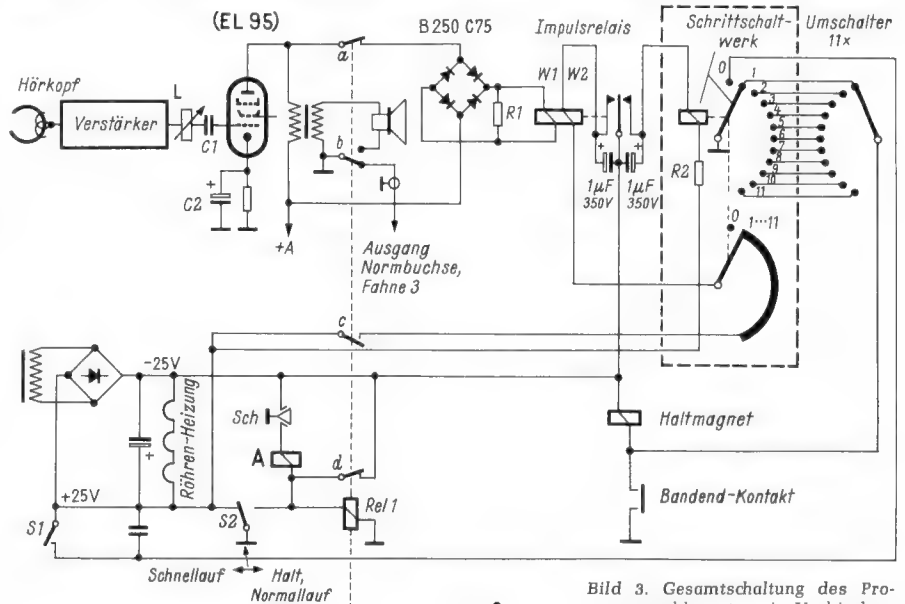 (EL 95)
B250 C75
Impulsrelais
Schrittschalt-
werk
Umschalter
11x
Hörkopf
Verstärker
L
C1
C2
a
b
W1 W2
R1
+
+
1µF
350V
1µF
350V
R2
0
1
2
3
4
5
6
7
8
9
10
11
+
+A
Ausgang
Normbuchse,
Fahne 3
0
1...11
c
-25V
Röhren-Heizung
+
+25V
S1
S2
Sch
A
d
Rel 1
Haltmagnet
Bandend-Kontakt
Schnellauf
Halt,
Normallauf
Bild 3. Gesamtschaltung des Pro-